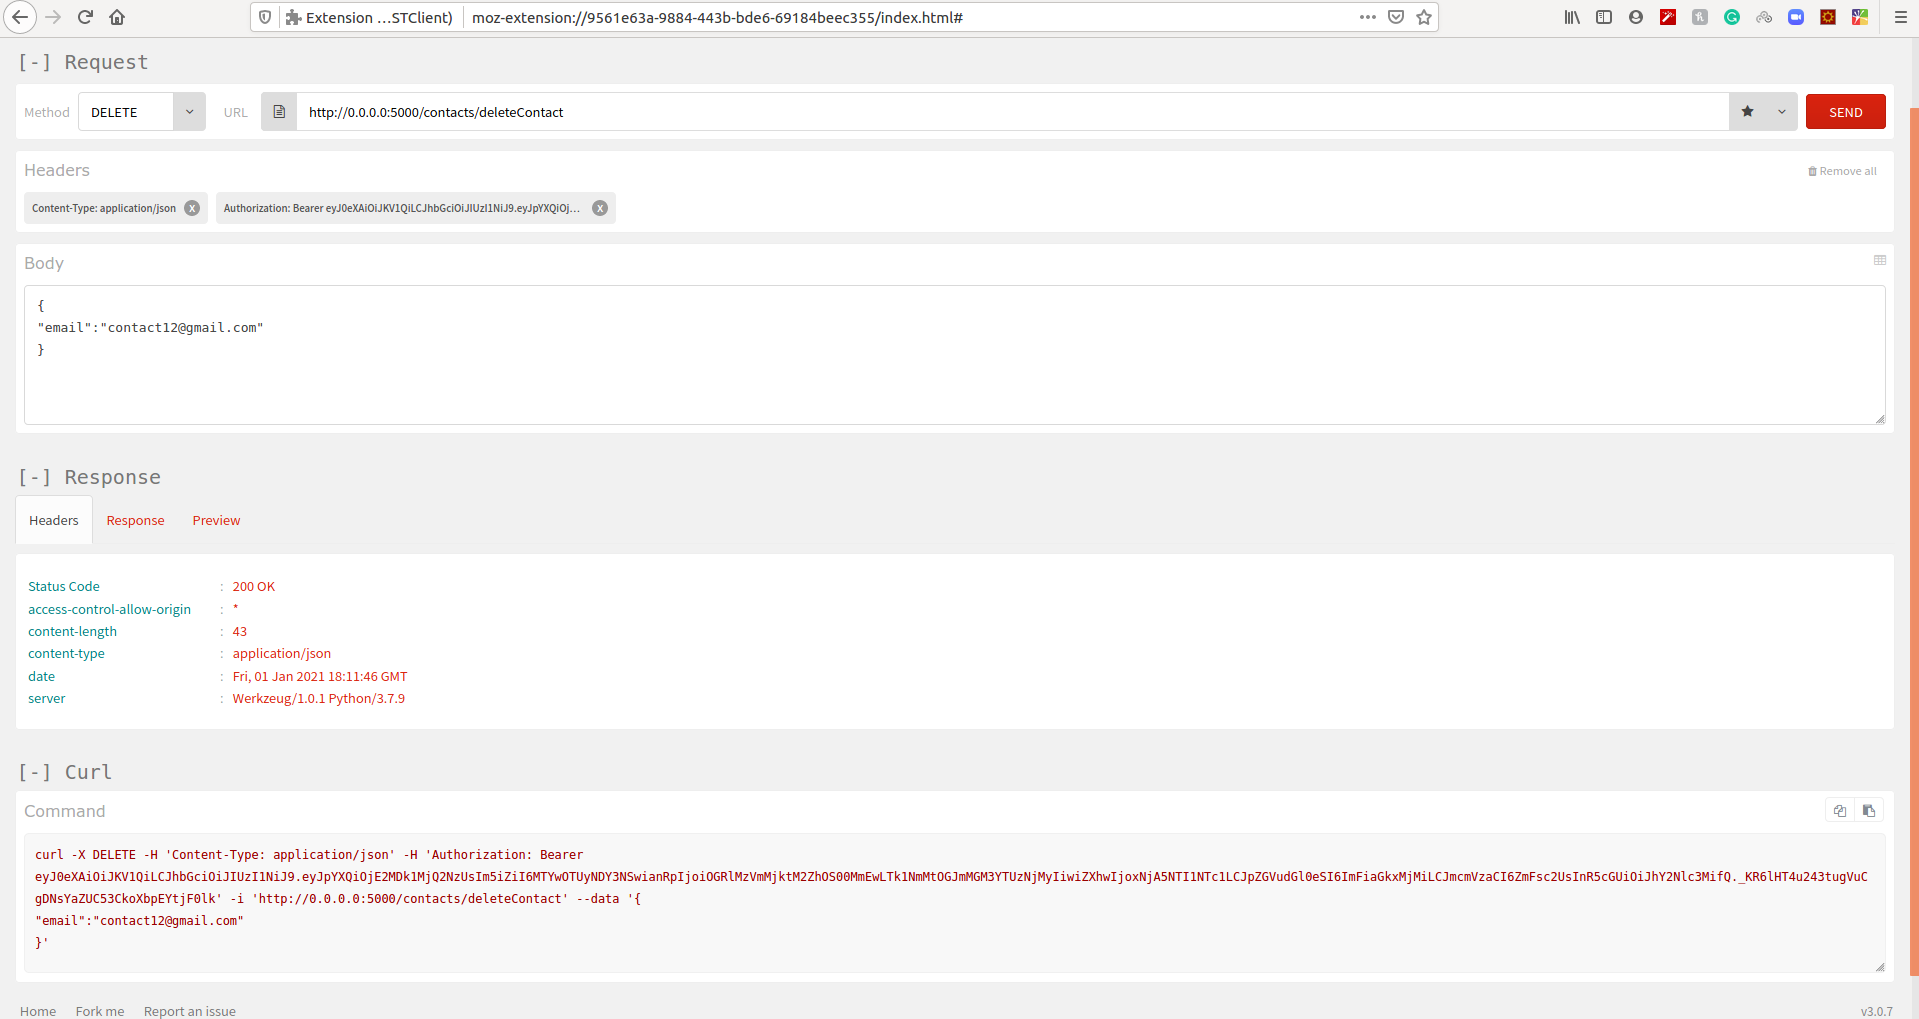 Extension ...STClient)
moz-extension://9561e63a-9884-443b-bde6-69184beec355/index.html#
[-] Request
Method
DELETE
URL
http://0.0.0.0:5000/contacts/deleteContact
SEND
Headers
Remove all
Content-Type: application/json
Authorization: Bearer eyJ0eXAiOiJKV1QiLCJhbGciOiJIUzI1NiJ9.eyJpYXQiOj...
Body
{
"email":"contact12@gmail.com"
}
[-] Response
Headers
Response
Preview
Status Code : 200 OK
access-control-allow-origin : *
content-length : 43
content-type : application/json
date : Fri, 01 Jan 2021 18:11:46 GMT
server : Werkzeug/1.0.1 Python/3.7.9
[-] Curl
Command
curl -X DELETE -H 'Content-Type: application/json' -H 'Authorization: Bearer
eyJ0eXAiOiJKV1QiLCJhbGciOiJIUzI1NiJ9.eyJpYXQiOjE2MDk1MjQ2NzUsIm5iZiI6MTYwOTUyNDY3NSwianRpIjoiOGRlMzVmMjktM2ZhOS00MmEwLTk1NmMtOGJmMGM3YTUzNjMyIiwiZXhwIjoxNjA5NTI1NTc1LCJpZGVudGl0eSI6ImFiaGkxMjMiLCJmcmVzaCI6ZmFsc2UsInR5cGUiOiJhY2Nlc3MifQ._KR6lHT4u243tugVuC
gDNsYaZUC53CkoXbpEYtjF0lk' -i 'http://0.0.0.0:5000/contacts/deleteContact' --data '{
"email":"contact12@gmail.com"
}'
Home
Fork me
Report an issue
v3.0.7